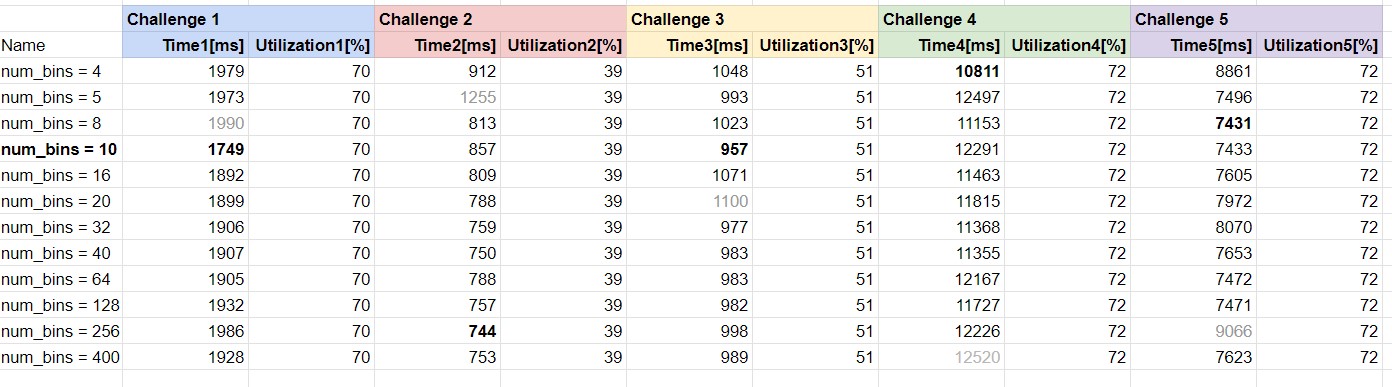 Challenge 1 Challenge 2 Challenge 3 Challenge 4 Challenge 5
Name Time1[ms] Utilization1[%] Time2[ms] Utilization2[%] Time3[ms] Utilization3[%] Time4[ms] Utilization4[%] Time5[ms] Utilization5[%]
num_bins = 4 1979 70 912 39 1048 51 10811 72 8861 72
num_bins = 5 1973 70 1255 39 993 51 12497 72 7496 72
num_bins = 8 1990 70 813 39 1023 51 11153 72 7431 72
num_bins = 10 1749 70 857 39 957 51 12291 72 7433 72
num_bins = 16 1892 70 809 39 1071 51 11463 72 7605 72
num_bins = 20 1899 70 788 39 1100 51 11815 72 7972 72
num_bins = 32 1906 70 759 39 977 51 11368 72 8070 72
num_bins = 40 1907 70 750 39 983 51 11355 72 7653 72
num_bins = 64 1905 70 788 39 983 51 12167 72 7472 72
num_bins = 128 1932 70 757 39 982 51 11727 72 7471 72
num_bins = 256 1986 70 744 39 998 51 12226 72 9066 72
num_bins = 400 1928 70 753 39 989 51 12520 72 7623 72